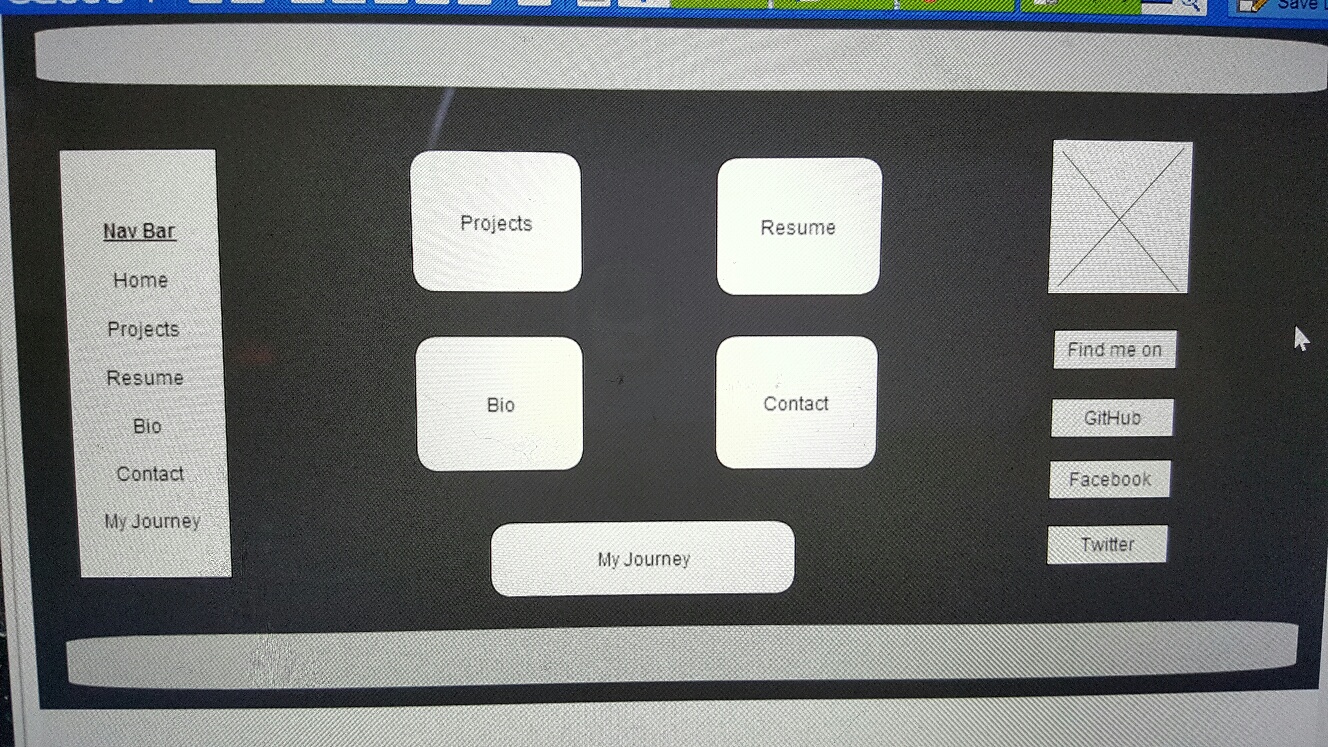 Save
Nav Bar
Home
Projects
Resume
Bio
Contact
My Journey
Projects
Resume
Bio
Contact
My Journey
Find me on
GitHub
Facebook
Twitter